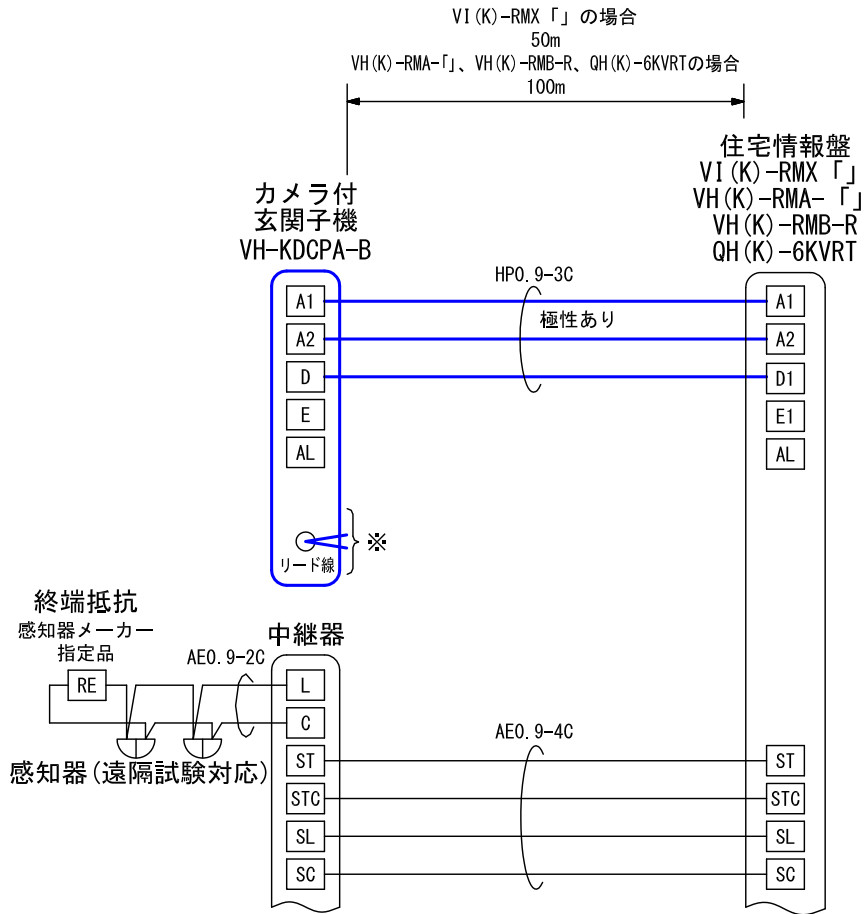 VI(K)-RMX「」の場合
50m
VH(K)-RMA-「」、VH(K)-RMB-R、QH(K)-6KVRTの場合
100m
住宅情報盤
VI(K)-RMX「」
VH(K)-RMA-「」
VH(K)-RMB-R
QH(K)-6KVRT
カメラ付
玄関子機
VH-KDCPA-B
HP0.9-3C
極性あり
A1
A2
D
E
AL
リード線
※
A1
A2
D1
E1
AL
終端抵抗
感知器メーカー
指定品
RE
AE0.9-2C
感知器(遠隔試験対応)
中継器
L
C
ST
STC
SL
SC
AE0.9-4C
ST
STC
SL
SC